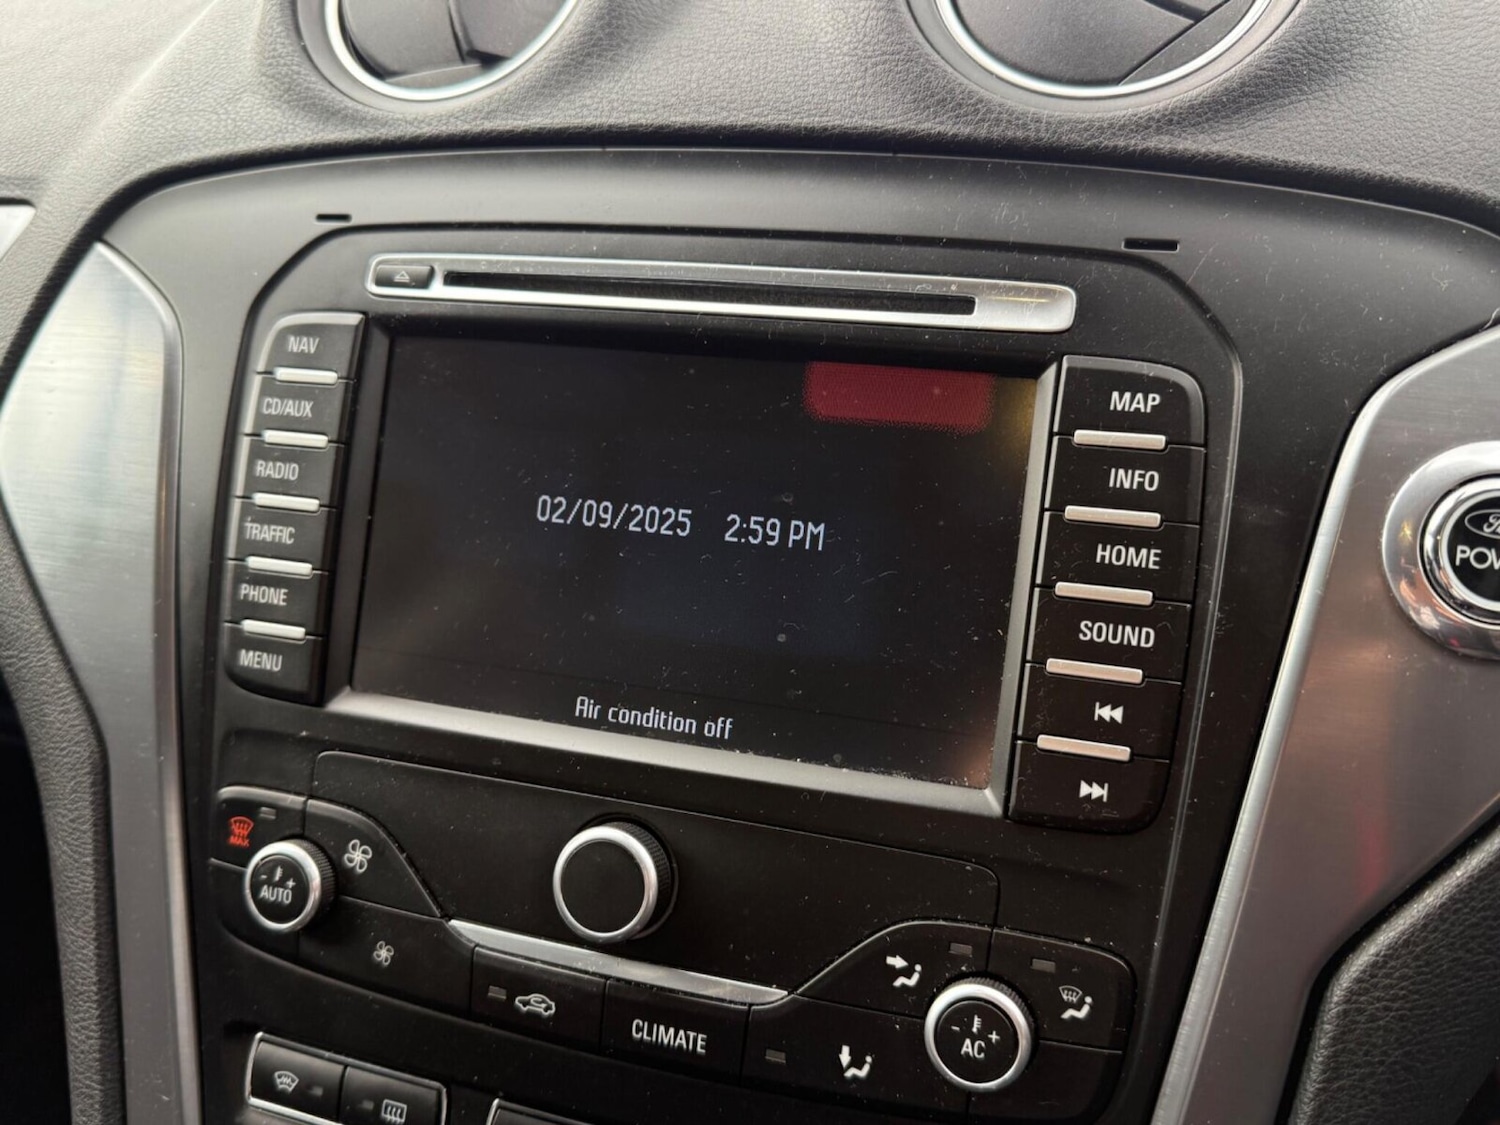 NAV
CD/AUX
RADIO
TRAFFIC
PHONE
MENU
02/09/2025 2:59 PM
Air condition off
MAP
INFO
HOME
SOUND
MAX
AUTO
CLIMATE
AC